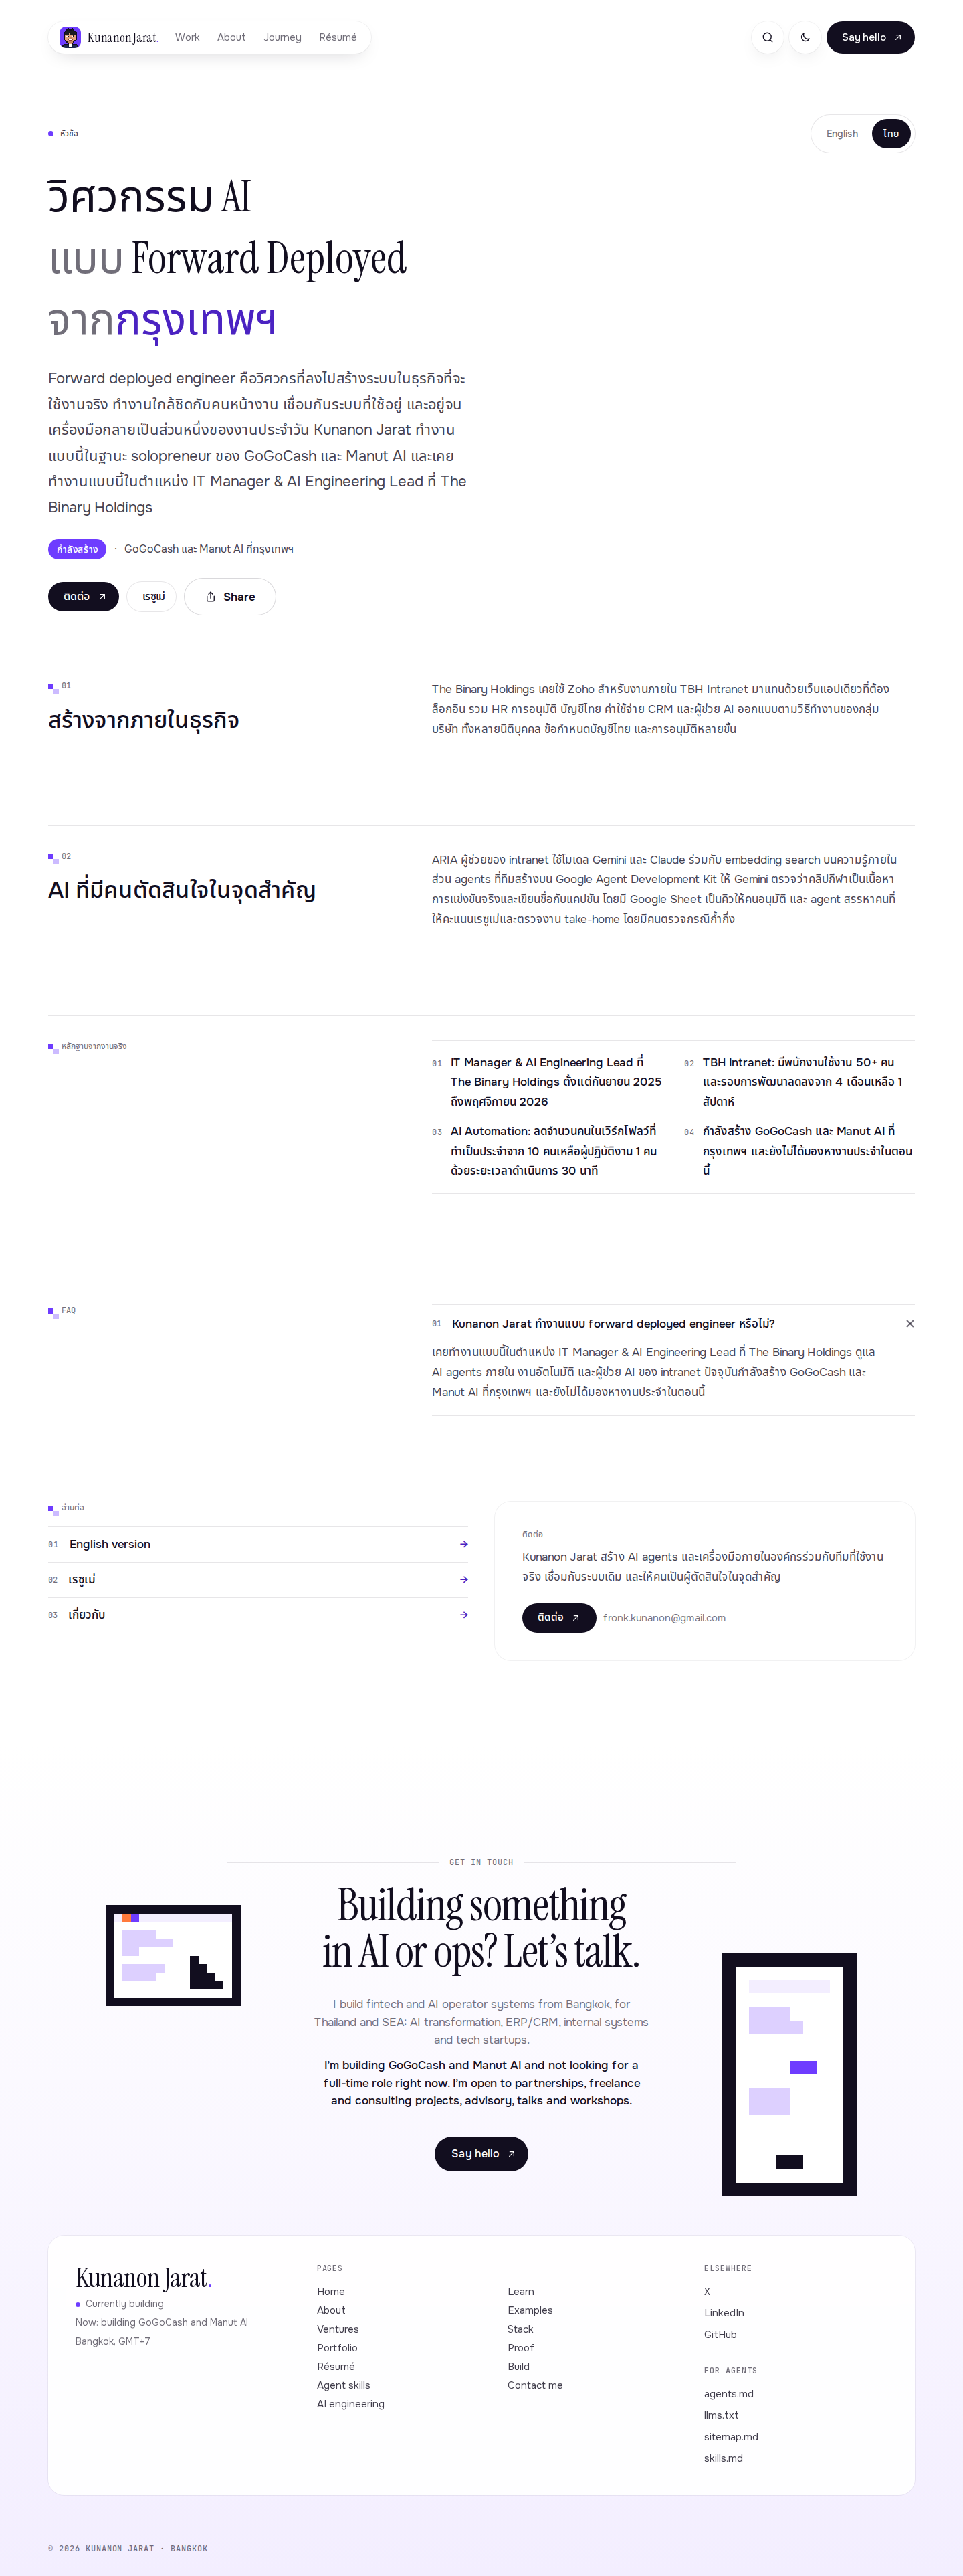 Kunanon Jarat.
Work
About
Journey
Résumé
Say hello
หัวข้อ
English
ไทย
วิศวกรรม AI
แบบ Forward Deployed
จากกรุงเทพฯ
Forward deployed engineer คือวิศวกรที่ลงไปสร้างระบบในธุรกิจที่จะ
ใช้งานจริง ทำงานใกล้ชิดกับคนหน้างาน เชื่อมกับระบบที่ใช้อยู่ และอยู่จน
เครื่องมือกลายเป็นส่วนหนึ่งของงานประจำวัน Kunanon Jarat ทำงาน
แบบนี้ในฐานะ solopreneur ของ GoGoCash และ Manut AI และเคย
ทำงานแบบนี้ในตำแหน่ง IT Manager & AI Engineering Lead ที่ The
Binary Holdings
กำลังสร้าง · GoGoCash และ Manut AI ที่กรุงเทพฯ
ติดต่อ
เรซูเม่
Share
01
สร้างจากภายในธุรกิจ
The Binary Holdings เคยใช้ Zoho สำหรับงานภายใน TBH Intranet มาแทนด้วยเว็บแอปเดียวที่ต้อง
ล็อกอิน รวม HR การอนุมัติ บัญชีไทย ค่าใช้จ่าย CRM และผู้ช่วย AI ออกแบบตามวิธีทำงานของกลุ่ม
บริษัท ทั้งหลายนิติบุคคล ข้อกำหนดบัญชีไทย และการอนุมัติหลายขั้น
02
AI ที่มีคนตัดสินใจในจุดสำคัญ
ARIA ผู้ช่วยของ intranet ใช้โมเดล Gemini และ Claude ร่วมกับ embedding search บนความรู้ภายใน
ส่วน agents ที่ทีมสร้างบน Google Agent Development Kit ให้ Gemini ตรวจว่าคลิปกีฬาเป็นเนื้อหา
การแข่งขันจริงและเขียนชื่อกับแคปชัน โดยมี Google Sheet เป็นคิวให้คนอนุมัติ และ agent สรรหาคนที่
ให้คะแนนเรซูเม่และตรวจงาน take-home โดยมีคนตรวจกรณีก้ำกึ่ง
หลักฐานจากงานจริง
01 IT Manager & AI Engineering Lead ที่
The Binary Holdings ตั้งแต่กันยายน 2025
ถึงพฤศจิกายน 2026
02 TBH Intranet: มีพนักงานใช้งาน 50+ คน
และรอบการพัฒนาลดลงจาก 4 เดือนเหลือ 1
สัปดาห์
03 AI Automation: ลดจำนวนคนในเวิร์กโฟลว์ที่
ทำเป็นประจำจาก 10 คนเหลือผู้ปฏิบัติงาน 1 คน
ด้วยระยะเวลาดำเนินการ 30 นาที
04 กำลังสร้าง GoGoCash และ Manut AI ที่
กรุงเทพฯ และยังไม่ได้มองหางานประจำในตอน
นี้
FAQ
01 Kunanon Jarat ทำงานแบบ forward deployed engineer หรือไม่?
เคยทำงานแบบนี้ในตำแหน่ง IT Manager & AI Engineering Lead ที่ The Binary Holdings ดูแล
AI agents ภายใน งานอัตโนมัติ และผู้ช่วย AI ของ intranet ปัจจุบันกำลังสร้าง GoGoCash และ
Manut AI ที่กรุงเทพฯ และยังไม่ได้มองหางานประจำในตอนนี้
อ่านต่อ
01 English version
02 เรซูเม่
03 เกี่ยวกับ
ติดต่อ
Kunanon Jarat สร้าง AI agents และเครื่องมือภายในองค์กรร่วมกับทีมที่ใช้งาน
จริง เชื่อมกับระบบเดิม และให้คนเป็นผู้ตัดสินใจในจุดสำคัญ
ติดต่อ
fronk.kunanon@gmail.com
GET IN TOUCH
Building something
in AI or ops? Let's talk.
I build fintech and AI operator systems from Bangkok, for
Thailand and SEA: AI transformation, ERP/CRM, internal systems
and tech startups.
I'm building GoGoCash and Manut AI and not looking for a
full-time role right now. I'm open to partnerships, freelance
and consulting projects, advisory, talks and workshops.
Say hello
Kunanon Jarat.
Currently building
Now: building GoGoCash and Manut AI
Bangkok, GMT+7
PAGES
Home
About
Ventures
Portfolio
Résumé
Agent skills
AI engineering
Learn
Examples
Stack
Proof
Build
Contact me
ELSEWHERE
X
LinkedIn
GitHub
FOR AGENTS
agents.md
llms.txt
sitemap.md
skills.md
© 2026 KUNANON JARAT · BANGKOK